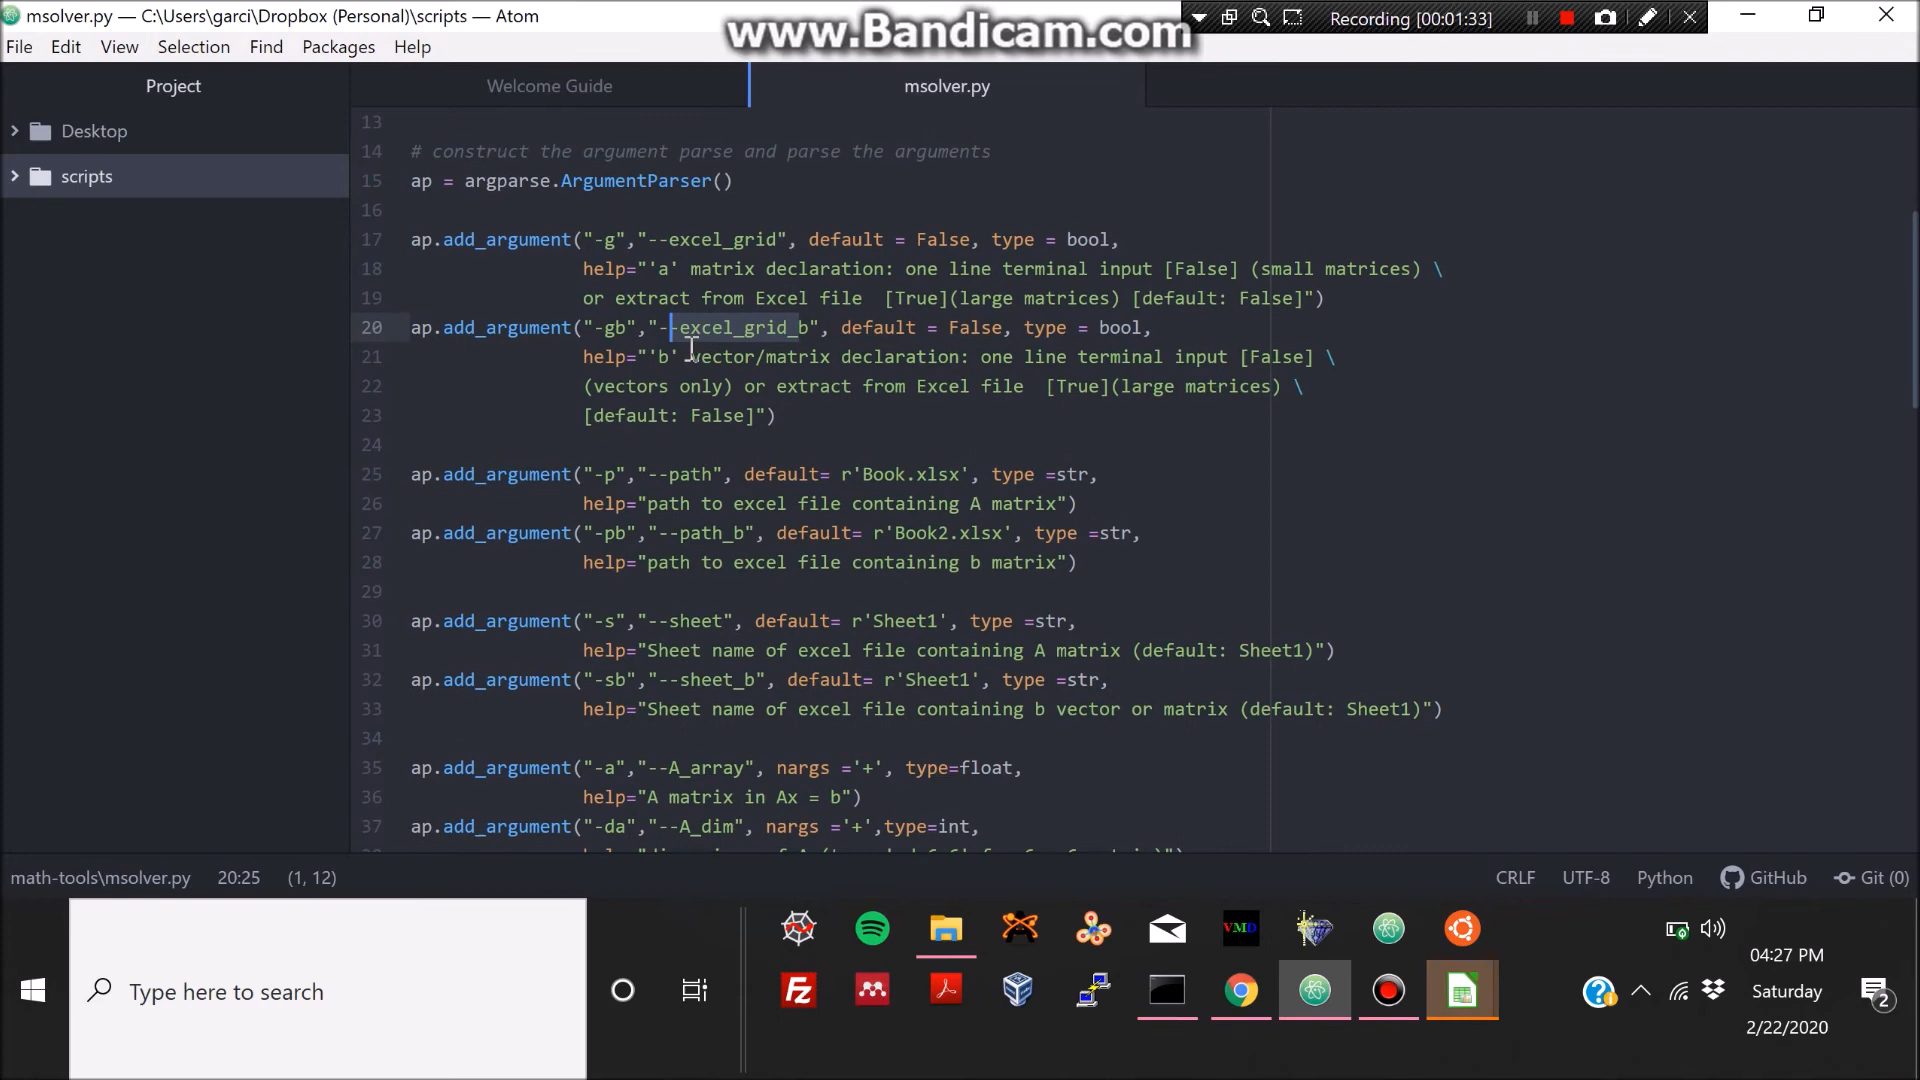 msolver.py — C:\Users\garci\Dropbox (Personal)\scripts — Atom
www.Bandicam.com
Recording [00:01:33]
File Edit View Selection Find Packages Help
Project
Welcome Guide
msolver.py
Desktop
scripts
13
14 # construct the argument parse and parse the arguments
15 ap = argparse.ArgumentParser()
16
17 ap.add_argument("-g","--excel_grid", default = False, type = bool,
18 help="'a' matrix declaration: one line terminal input [False] (small matrices) \
19 or extract from Excel file  [True](large matrices) [default: False]")
20 ap.add_argument("-gb","--excel_grid_b", default = False, type = bool,
21 help="'b' vector/matrix declaration: one line terminal input [False] \
22 (vectors only) or extract from Excel file  [True](large matrices) \
23 [default: False]")
24
25 ap.add_argument("-p","--path", default= r'Book.xlsx', type =str,
26 help="path to excel file containing A matrix")
27 ap.add_argument("-pb","--path_b", default= r'Book2.xlsx', type =str,
28 help="path to excel file containing b matrix")
29
30 ap.add_argument("-s","--sheet", default= r'Sheet1', type =str,
31 help="Sheet name of excel file containing A matrix (default: Sheet1)")
32 ap.add_argument("-sb","--sheet_b", default= r'Sheet1', type =str,
33 help="Sheet name of excel file containing b vector or matrix (default: Sheet1)")
34
35 ap.add_argument("-a","--A_array", nargs ='+', type=float,
36 help="A matrix in Ax = b")
37 ap.add_argument("-da","--A_dim", nargs ='+',type=int,
math-tools\msolver.py 20:25 (1, 12) CRLF UTF-8 Python GitHub Git (0)
VMD
Fz
Type here to search
04:27 PM
Saturday
2/22/2020
2